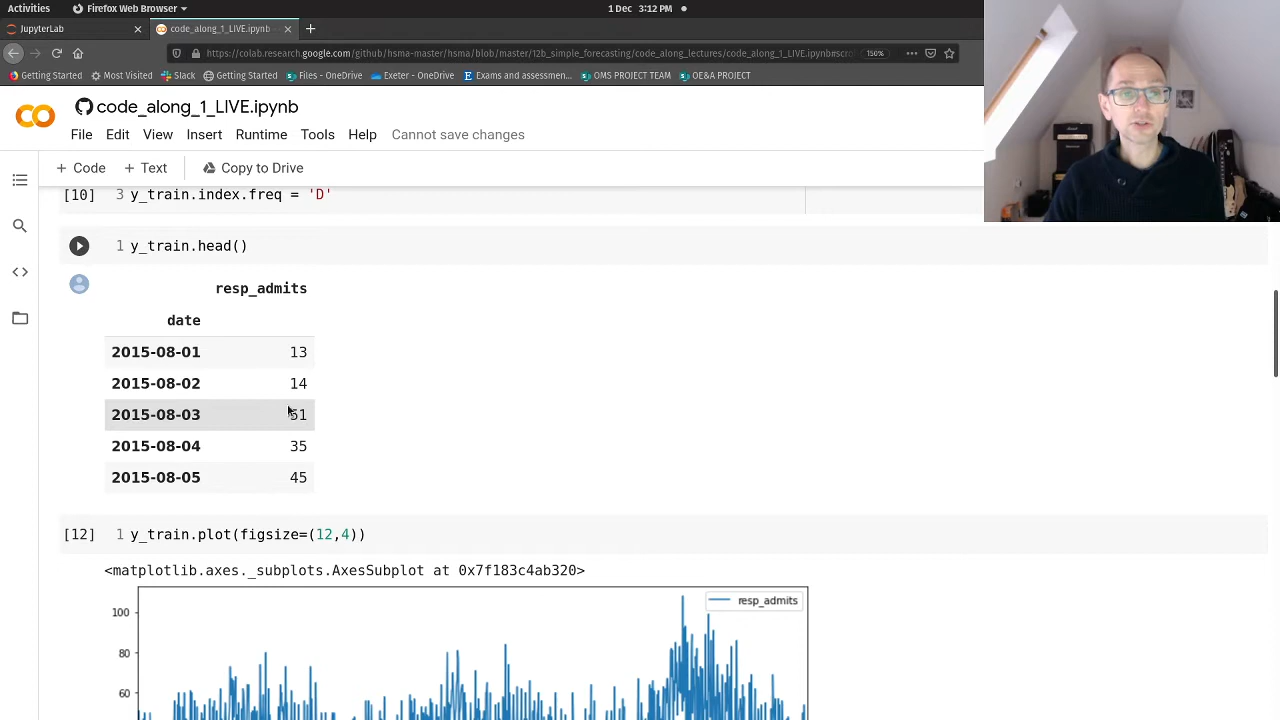 Activities Firefox Web Browser 1 Dec 3:12 PM
JupyterLab code_along_1_LIVE.ipynb
https://colab.research.google.com/github/hsma-master/hsma/blob/master/12b_simple_forecasting/code_along_lectures/code_along_1_LIVE.ipynb#scro 150%
Getting Started Most Visited Slack Getting Started Files - OneDrive Exeter - OneDrive Exams and assessmen... OMS PROJECT TEAM OE&A PROJECT
code_along_1_LIVE.ipynb
File Edit View Insert Runtime Tools Help Cannot save changes
+ Code + Text Copy to Drive
[10] 3 y_train.index.freq = 'D'
1 y_train.head()
resp_admits
date
2015-08-01 13
2015-08-02 14
2015-08-03 51
2015-08-04 35
2015-08-05 45
[12] 1 y_train.plot(figsize=(12,4))
<matplotlib.axes._subplots.AxesSubplot at 0x7f183c4ab320>
resp_admits
100
80
60